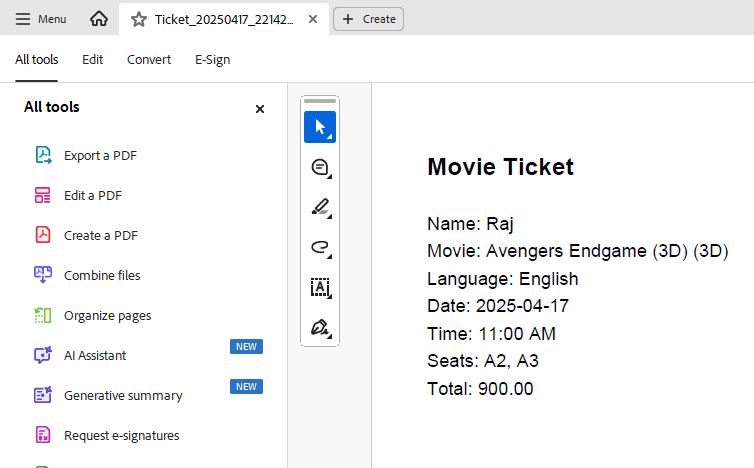 Menu
Ticket_20250417_22142...
Create
All tools
Edit
Convert
E-Sign
All tools
Export a PDF
Edit a PDF
Create a PDF
Combine files
Organize pages
AI Assistant
NEW
Generative summary
NEW
Request e-signatures
Movie Ticket
Name: Raj
Movie: Avengers Endgame (3D) (3D)
Language: English
Date: 2025-04-17
Time: 11:00 AM
Seats: A2, A3
Total: 900.00